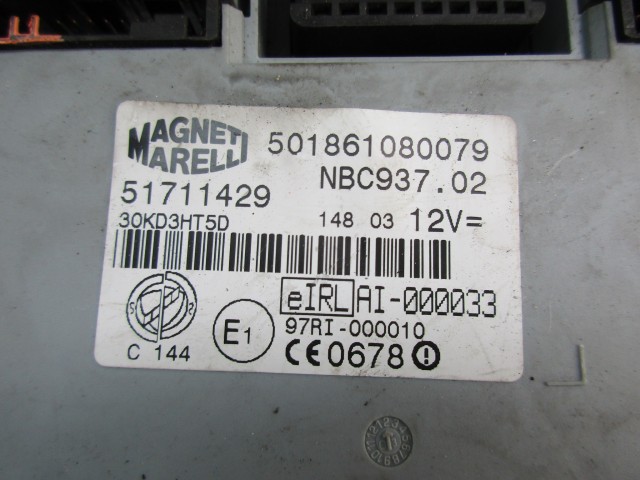 MAGNETI MARELLI 501861080079
51711429 NBC937.02
30KD3HT5D 148 03 12V=
eIRL AI-000033
E1 97RI-000010
C 144 CE0678